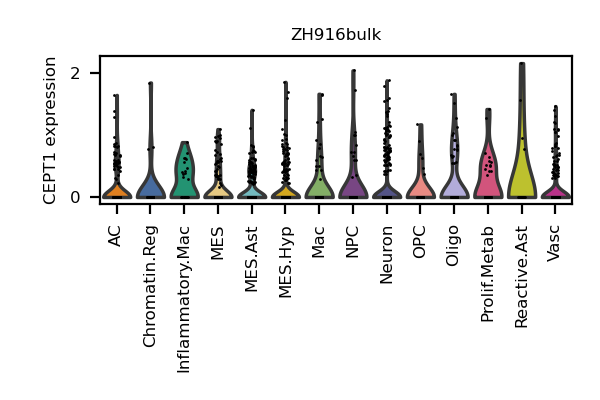 ZH916bulk
CEPT1 expression
2
0
AC
Chromatin.Reg
Inflammatory.Mac
MES
MES.Ast
MES.Hyp
Mac
NPC
Neuron
OPC
Oligo
Prolif.Metab
Reactive.Ast
Vasc